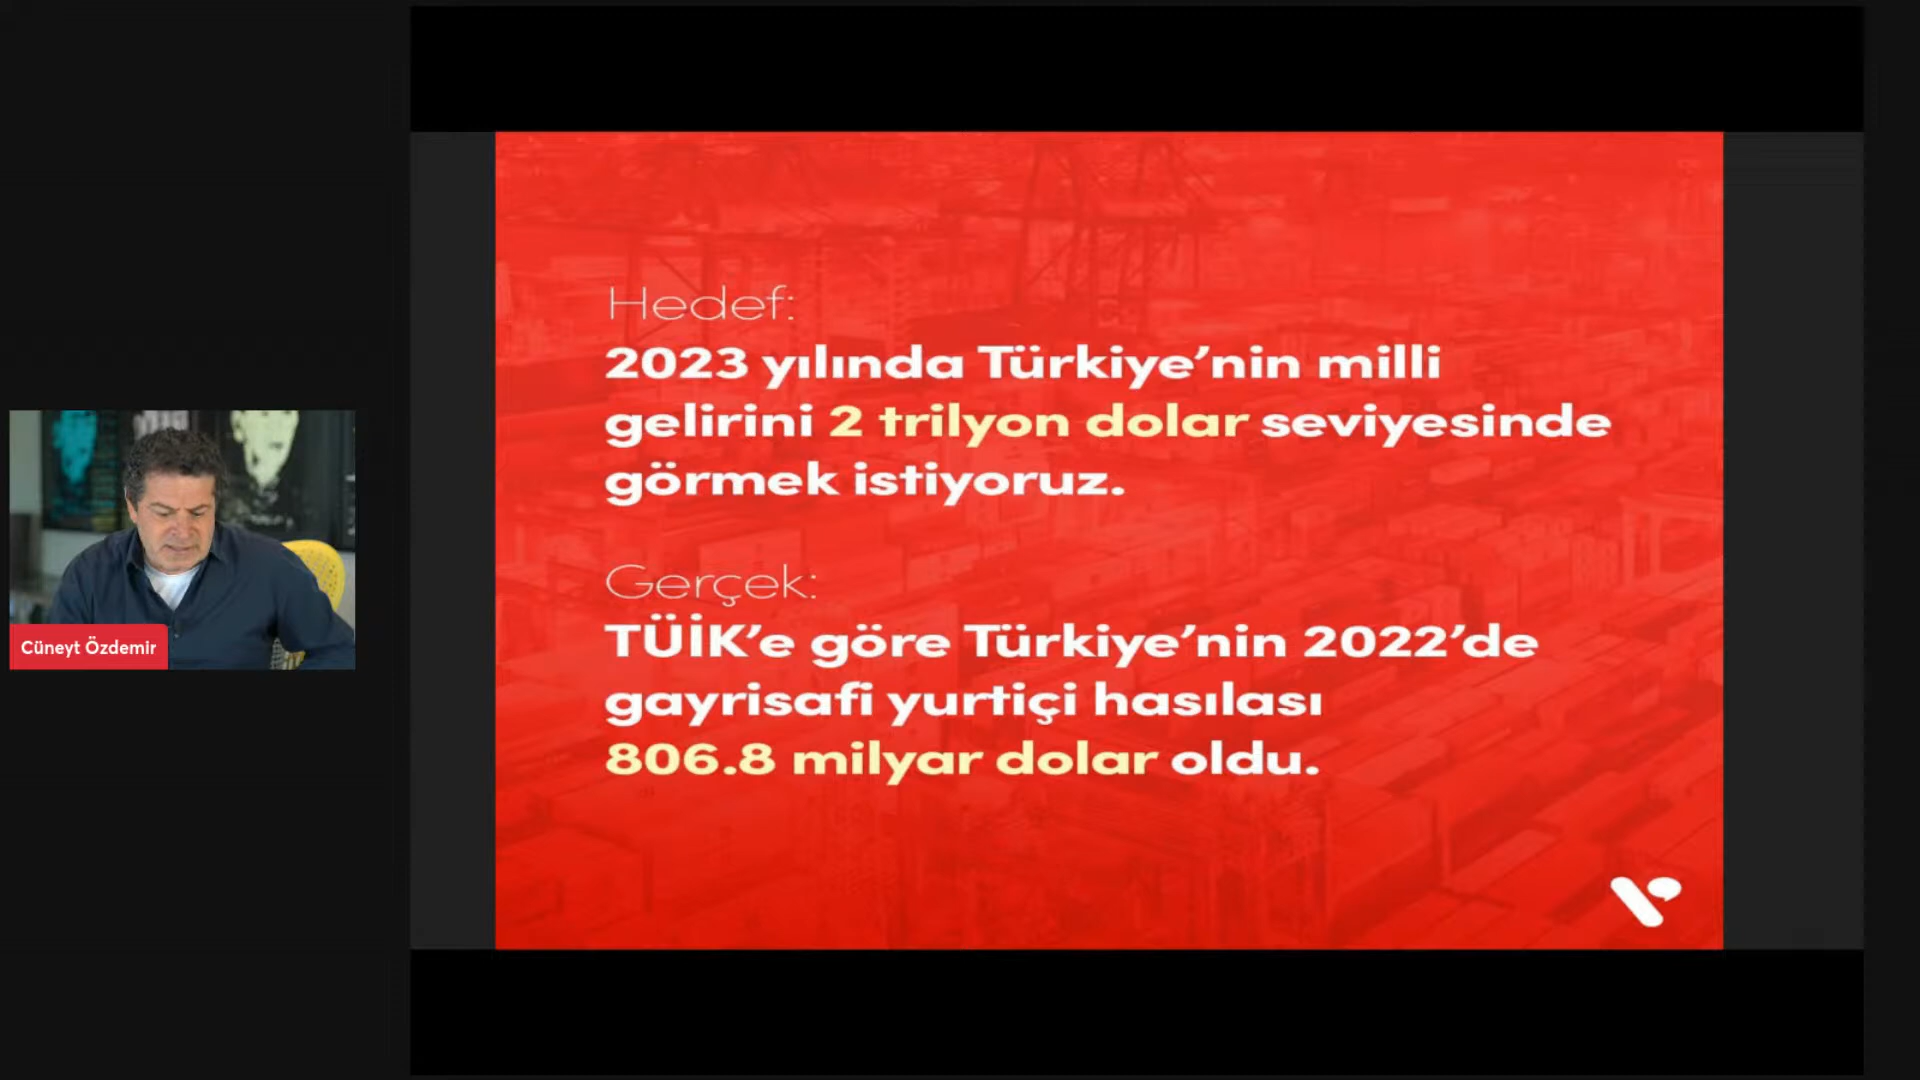 Hedef:
2023 yılında Türkiye’nin milli
gelirini 2 trilyon dolar seviyesinde
görmek istiyoruz.
Gerçek:
TÜİK’e göre Türkiye’nin 2022’de
gayrisafi yurtiçi hasılası
806.8 milyar dolar oldu.
Cüneyt Özdemir